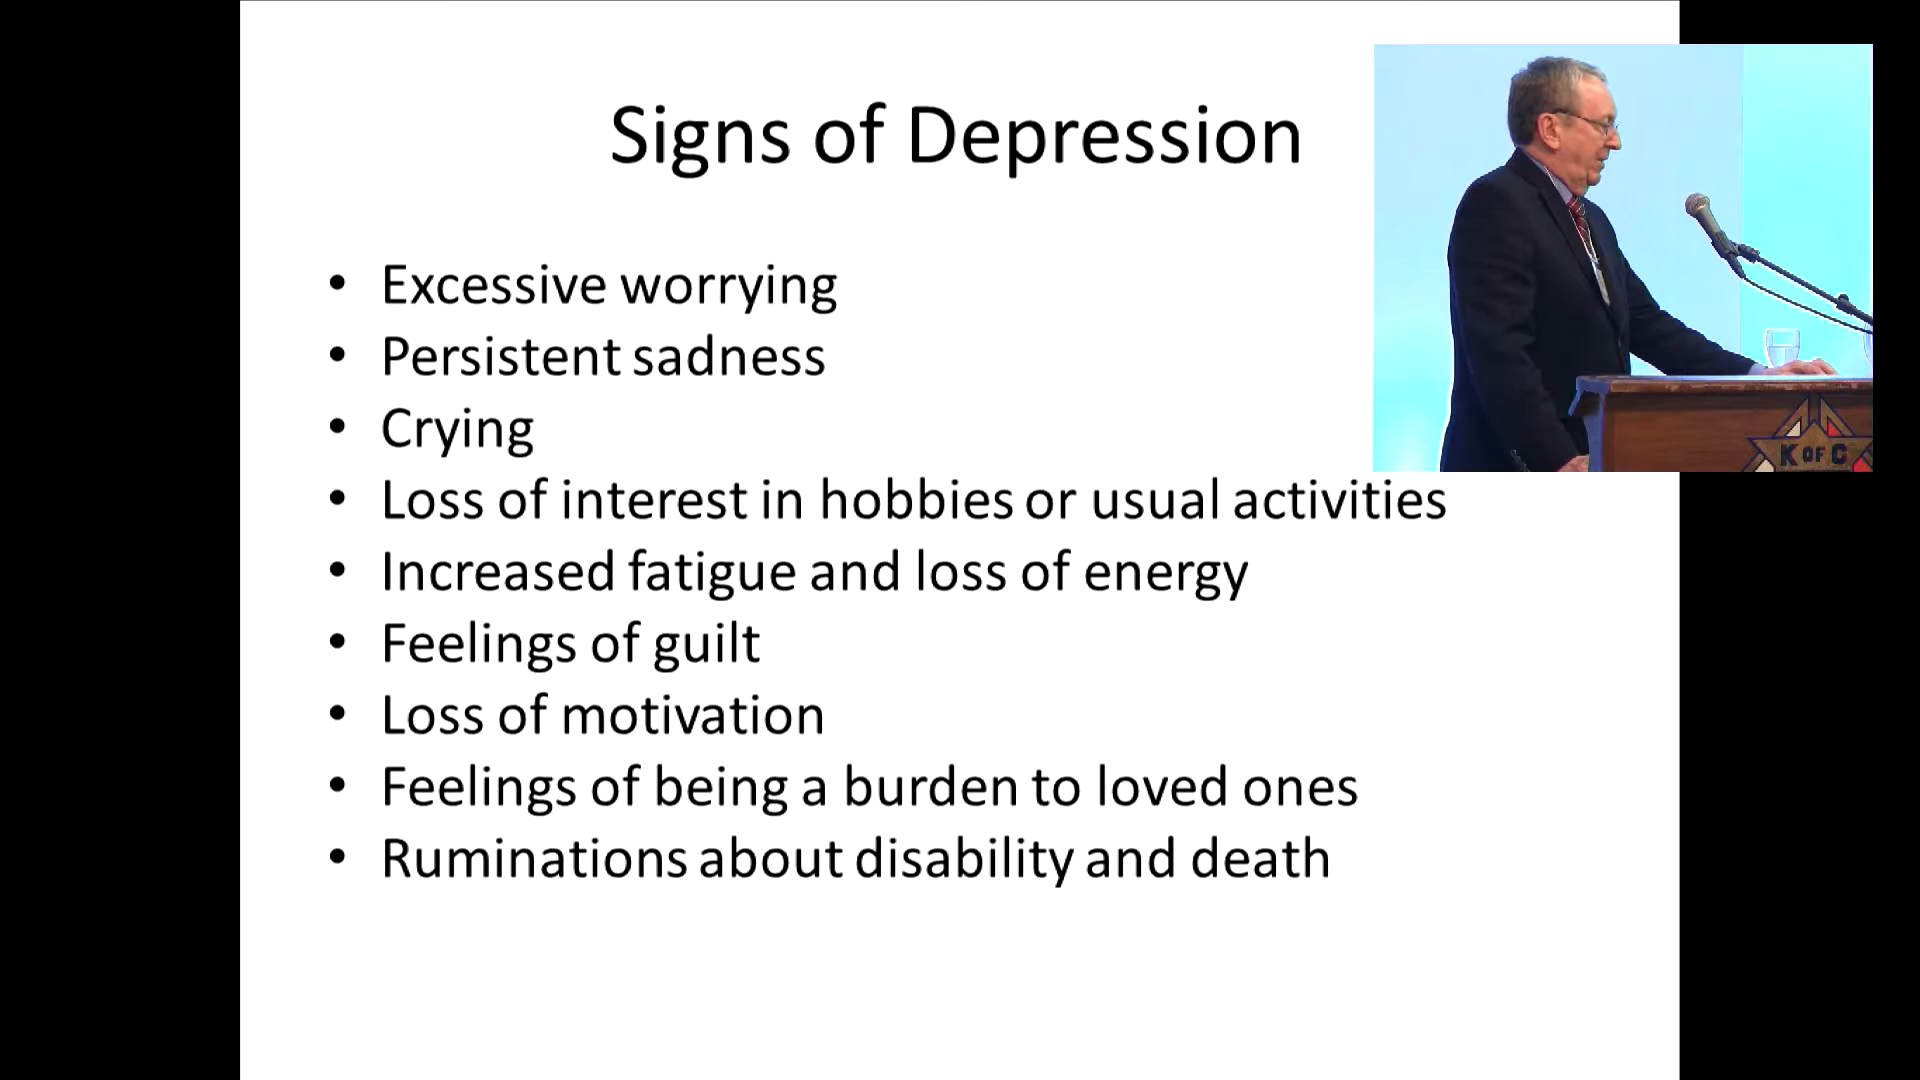 Signs of Depression
• Excessive worrying
• Persistent sadness
• Crying
• Loss of interest in hobbies or usual activities
• Increased fatigue and loss of energy
• Feelings of guilt
• Loss of motivation
• Feelings of being a burden to loved ones
• Ruminations about disability and death
K OF C